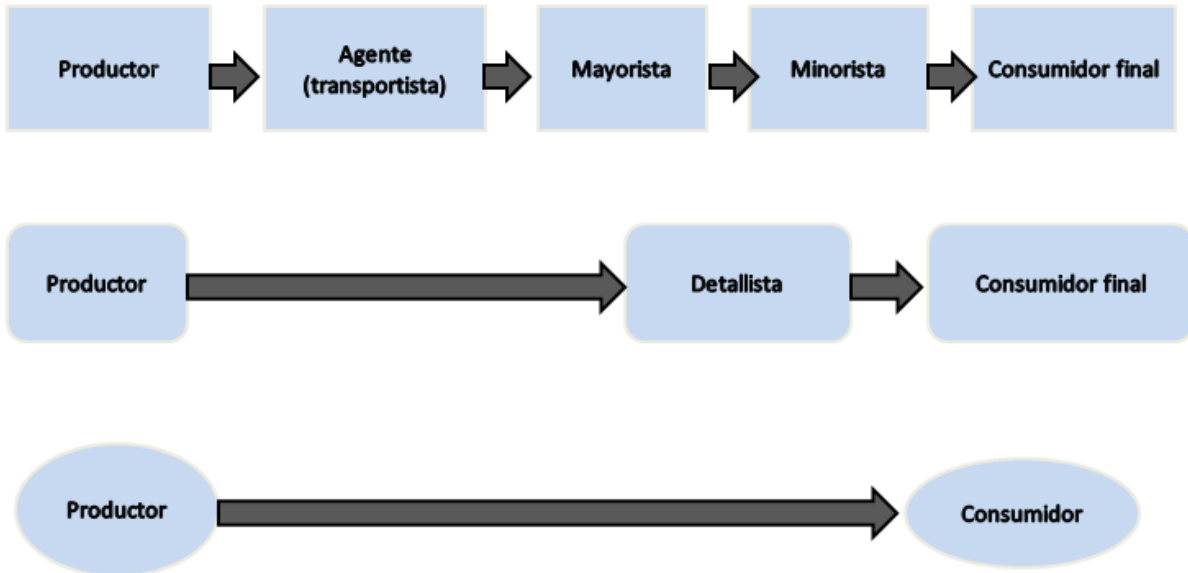 Productor
Agente
(transportista)
Mayorista
Minorista
Consumidor final
Productor
Detallista
Consumidor final
Productor
Consumidor